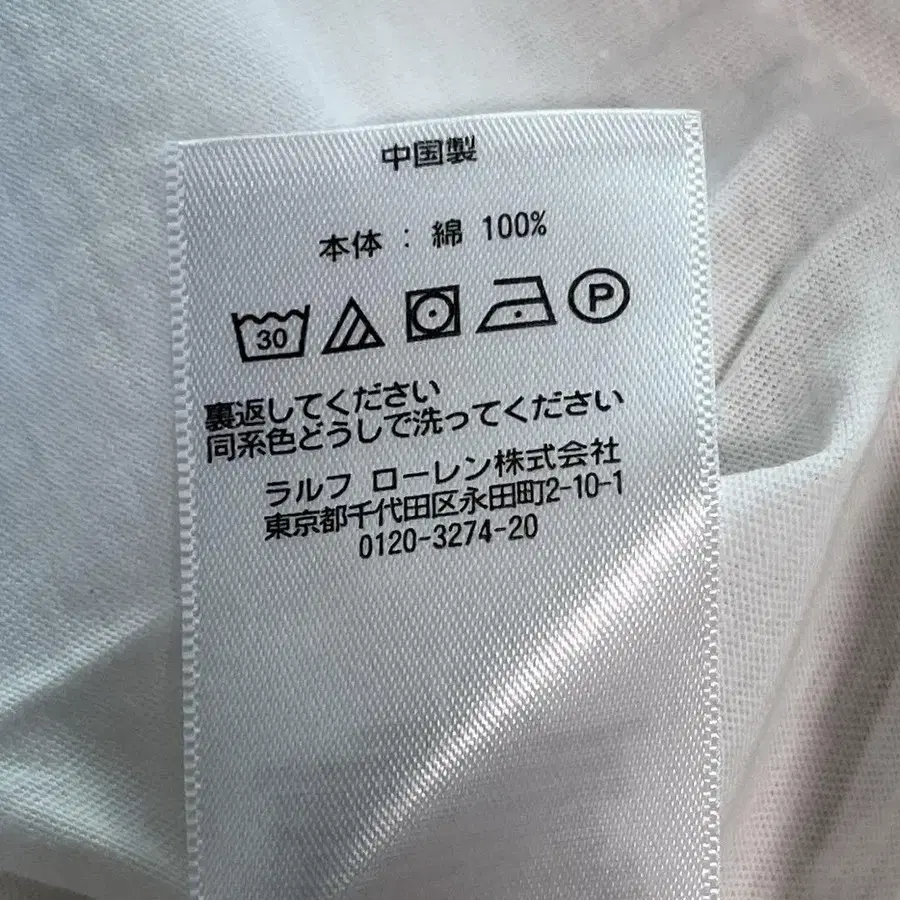 中国製
本体 : 綿 100%
30 P
裏返してください
同系色どうしで洗ってください
ラルフ ローレン株式会社
東京都千代田区永田町2-10-1
0120-3274-20